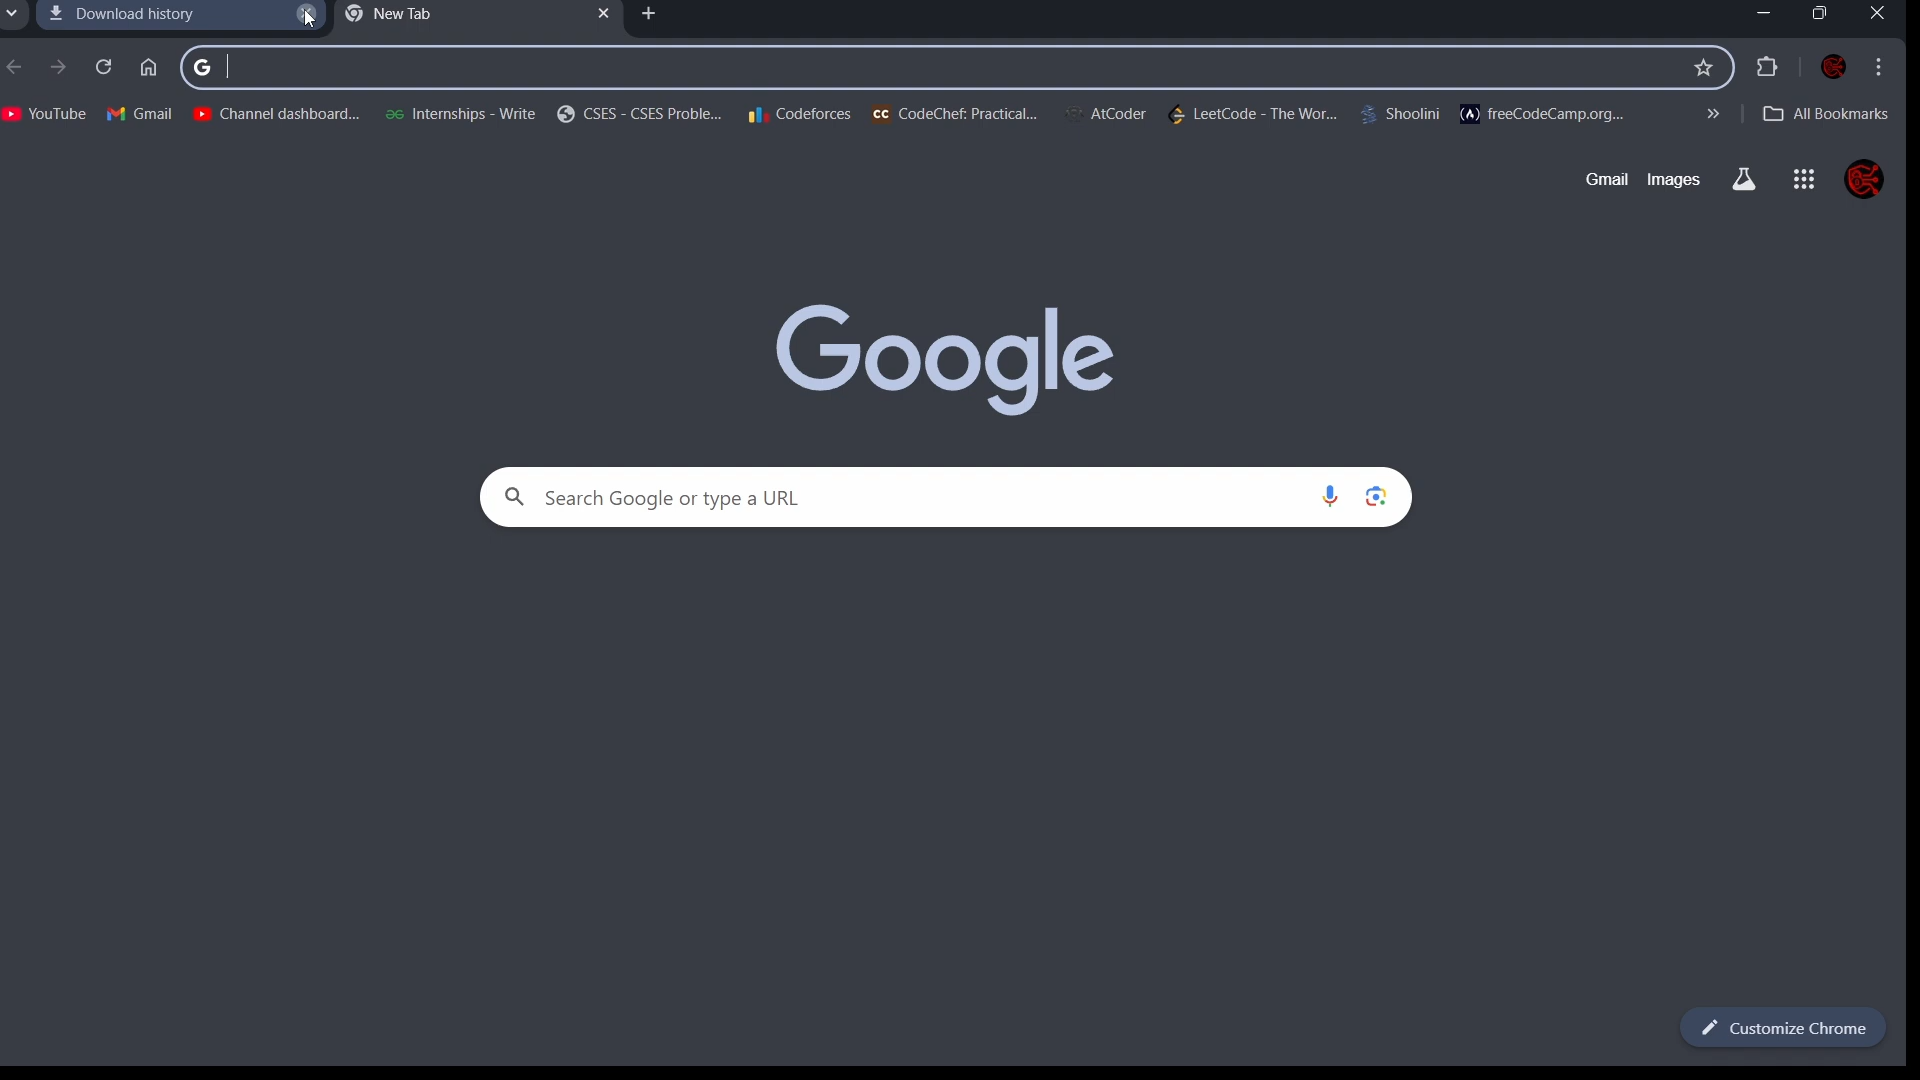 Download history
New Tab
YouTube
Gmail
Channel dashboard...
Internships - Write
CSES - CSES Proble...
Codeforces
CC CodeChef: Practical...
AtCoder
LeetCode - The Wor...
Shoolini
freeCodeCamp.org...
All Bookmarks
Gmail Images
Google
Search Google or type a URL
Customize Chrome